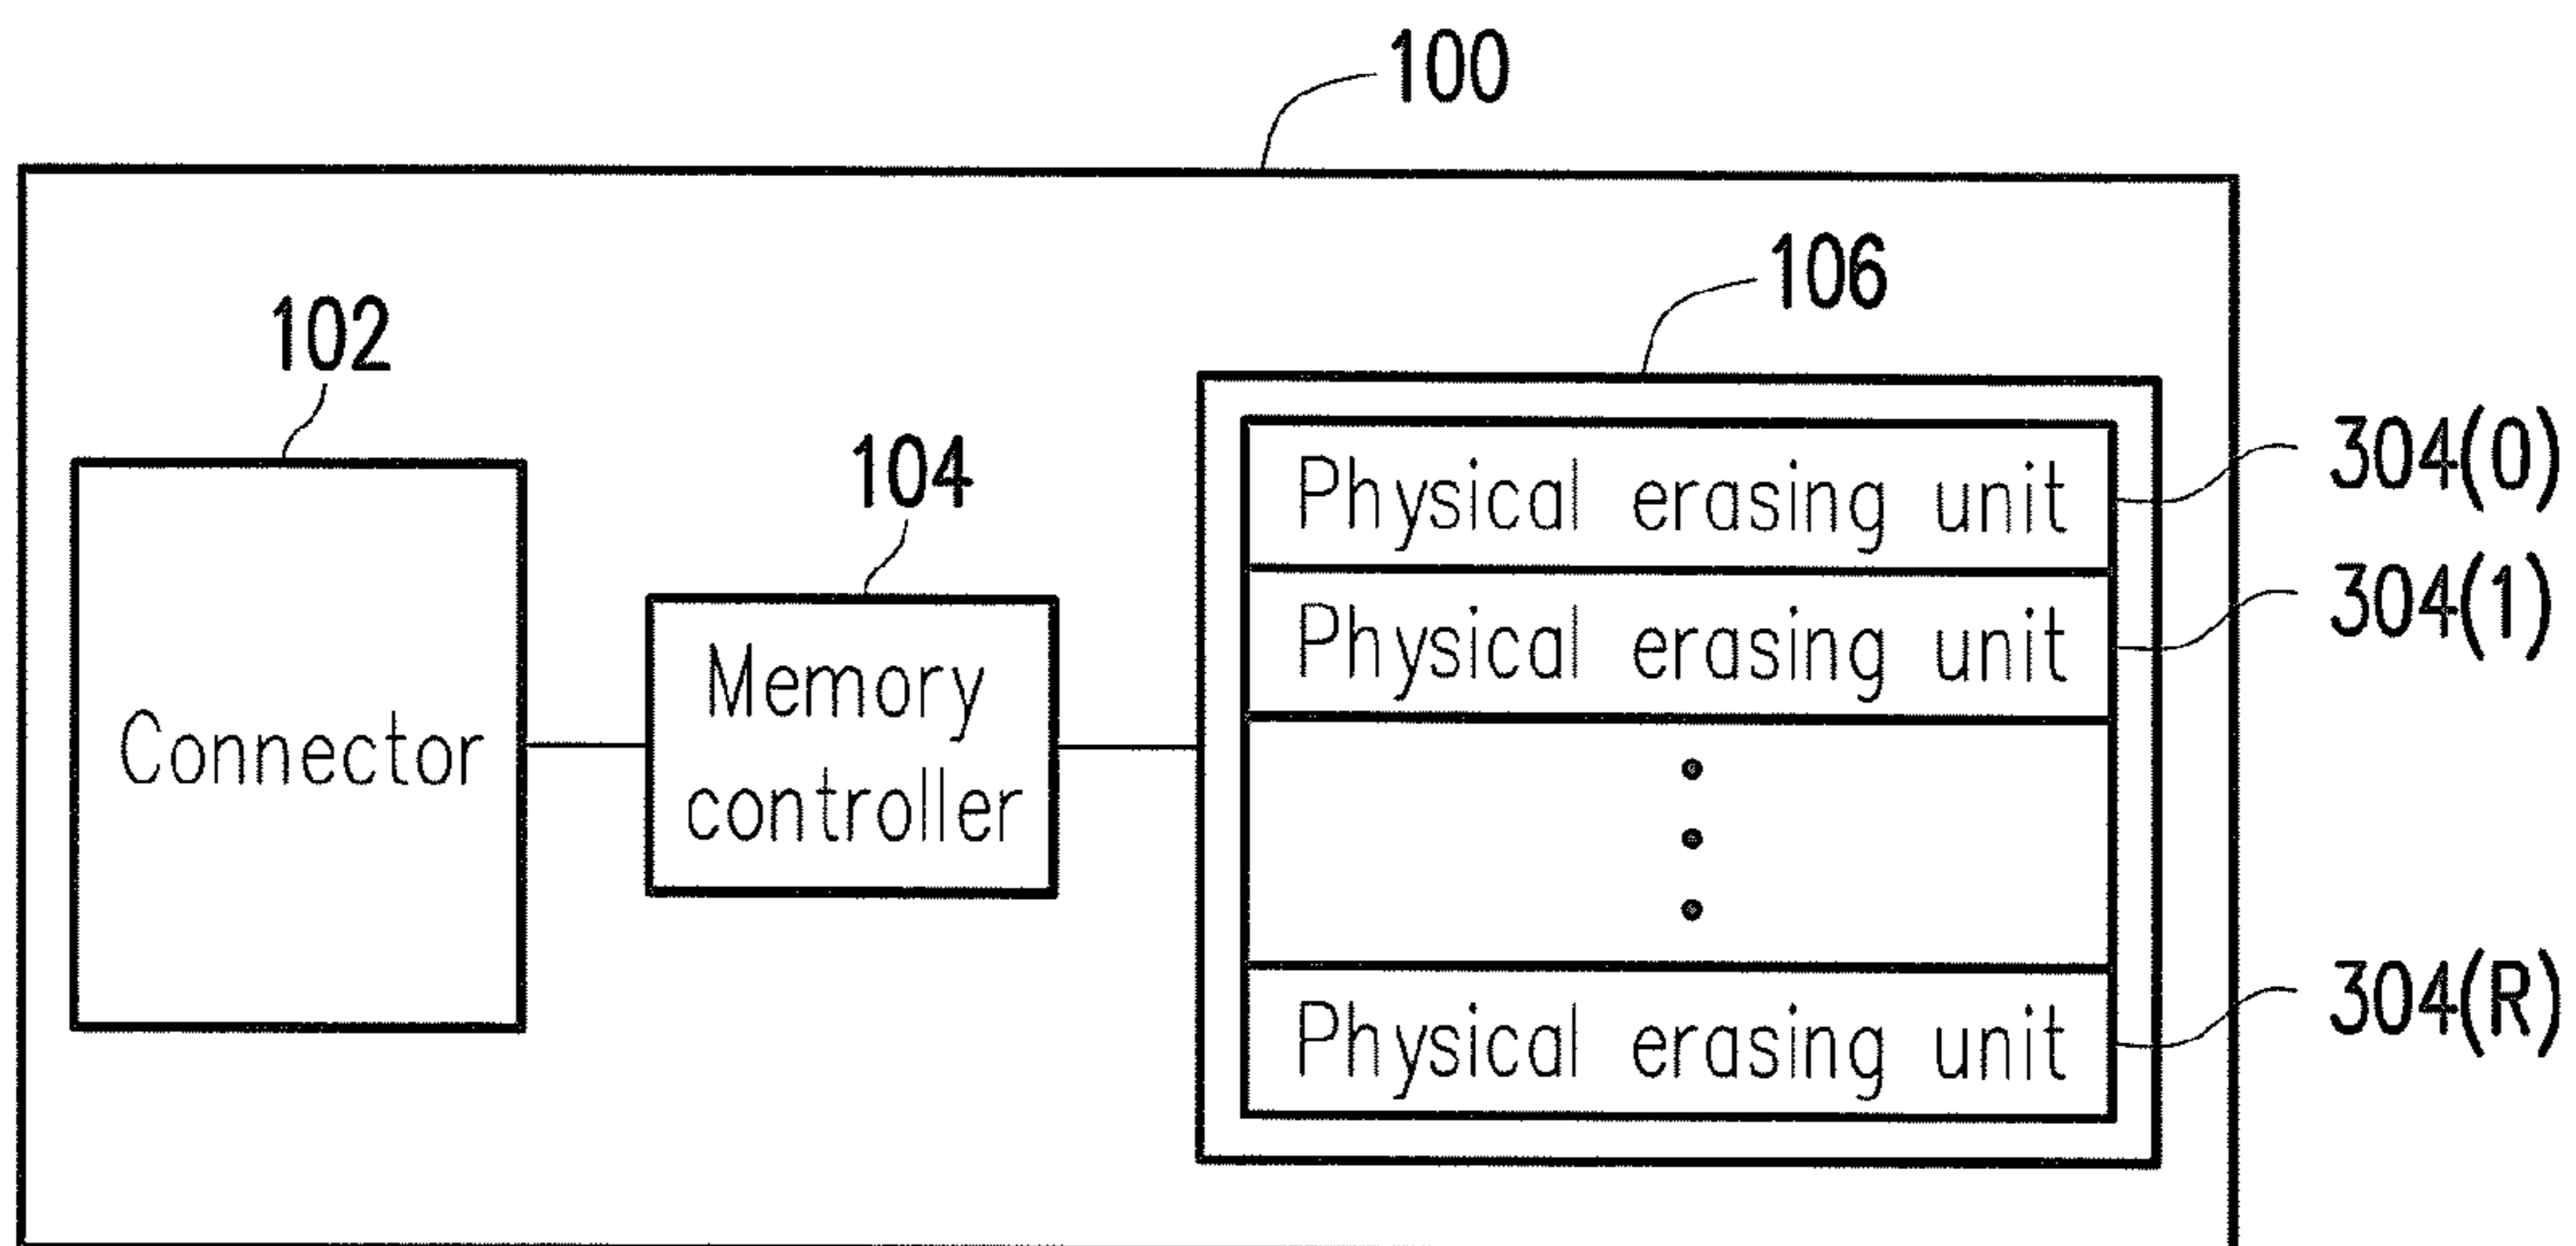 100
106
102
104
Physical erasing unit
304(0)
Physical erasing unit
304(1)
Memory
controller
Connector
Physical erasing unit
304(R)